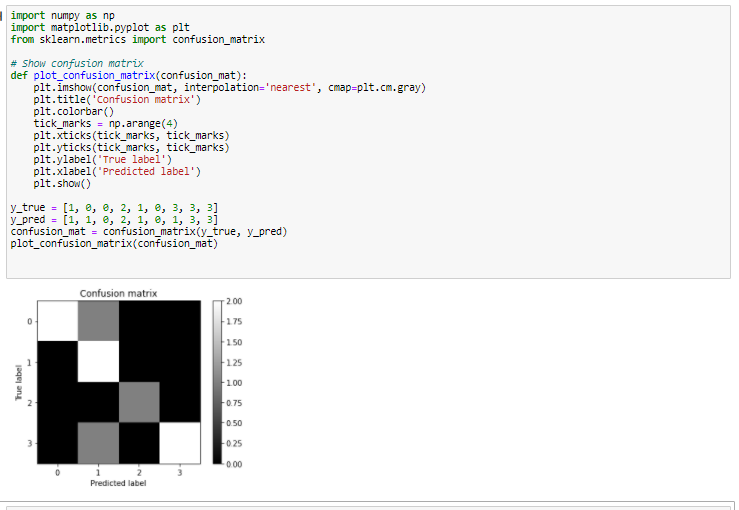 import numpy as np
import matplotlib.pyplot as plt
from sklearn.metrics import confusion_matrix
# Show confusion matrix
def plot_confusion_matrix(confusion_mat):
plt.imshow(confusion_mat, interpolation='nearest', cmap=plt.cm.gray)
plt.title('Confusion matrix')
plt.colorbar()
tick_marks = np.arange(4)
plt.xticks(tick_marks, tick_marks)
plt.yticks(tick_marks, tick_marks)
plt.ylabel('True label')
plt.xlabel('Predicted label')
plt.show()
y_true = [1, 0, 0, 2, 1, 0, 3, 3, 3]
y_pred = [1, 1, 0, 2, 1, 0, 1, 3, 3]
confusion_mat = confusion_matrix(y_true, y_pred)
plot_confusion_matrix(confusion_mat)
Confusion matrix
True label
0
1
2
3
0 1 2 3
Predicted label
2.00
1.75
1.50
1.25
1.00
0.75
0.50
0.25
0.00